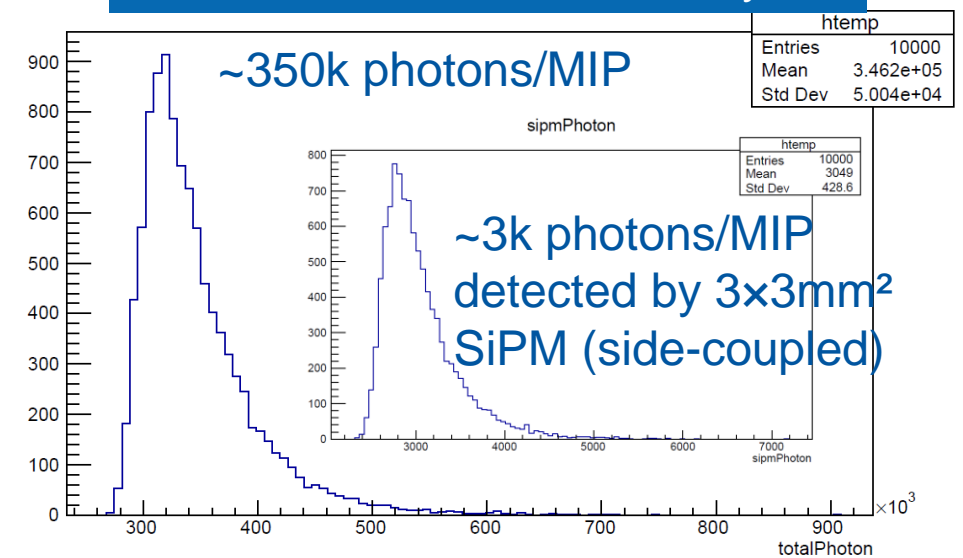 htemp
Entries 10000
Mean 3.462e+05
Std Dev 5.004e+04
~350k photons/MIP
sipmPhoton
htemp
Entries 10000
Mean 3049
Std Dev 428.6
~3k photons/MIP
detected by 3×3mm²
SiPM (side-coupled)
800
700
600
500
400
300
200
100
0
3000 4000 5000 6000 7000
sipmPhoton
900
800
700
600
500
400
300
200
100
0
300 400 500 600 700 800 900
×10³
totalPhoton